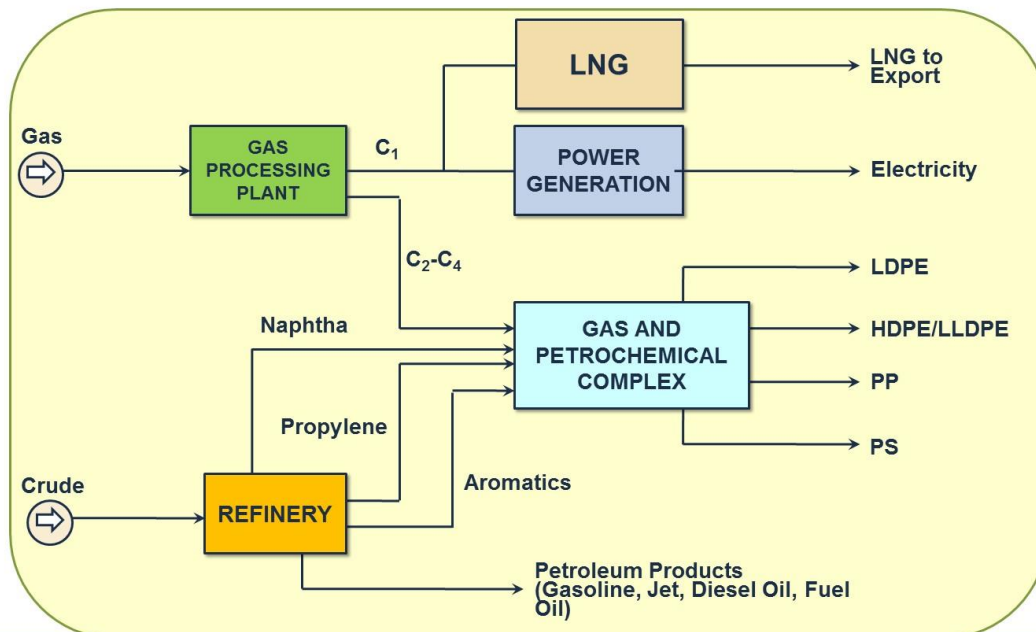 LNG
LNG to
Export
Gas
GAS
PROCESSING
PLANT
C₁
POWER
GENERATION
Electricity
C₂-C₄
LDPE
Naphtha
GAS AND
PETROCHEMICAL
COMPLEX
HDPE/LLDPE
PP
Propylene
PS
Crude
REFINERY
Aromatics
Petroleum Products
(Gasoline, Jet, Diesel Oil, Fuel
Oil)